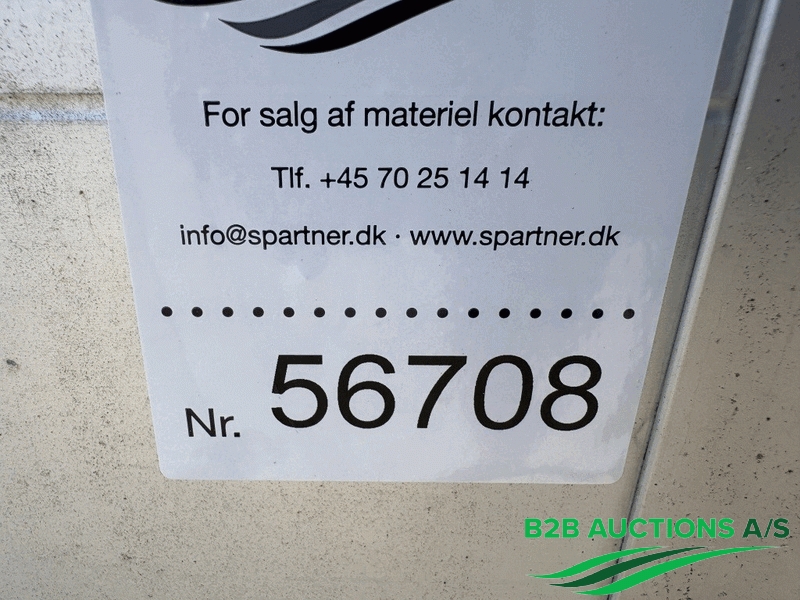 For salg af materiel kontakt:
Tlf. +45 70 25 14 14
info@spartner.dk · www.spartner.dk
Nr. 56708
B2B AUCTIONS A/S